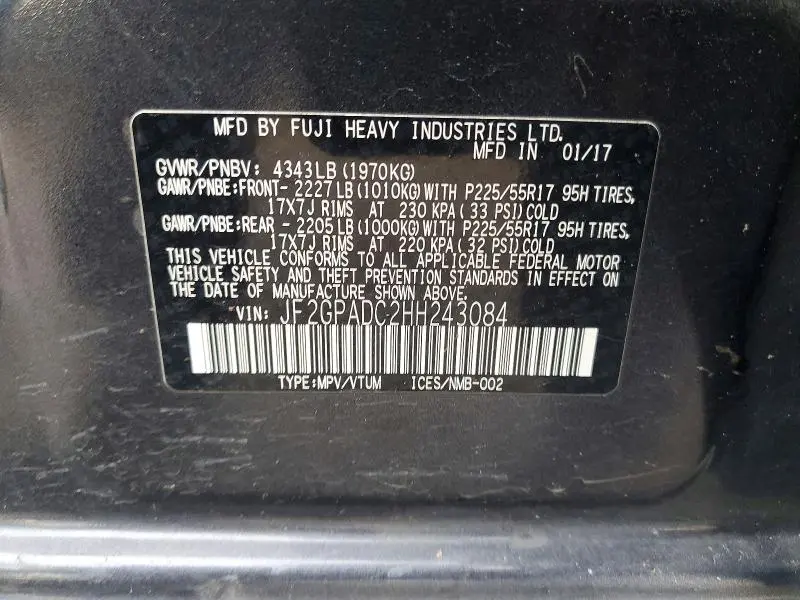 MFD BY FUJI HEAVY INDUSTRIES LTD.
MFD IN 01/17
GVWR/PNBV: 4343LB(1970KG)
GAWR/PNBE:FRONT- 2227LB(1010KG)WITH P225/55R17 95H TIRES,
17X7J RIMS AT 230 KPA( 33 PSI)COLD
GAWR/PNBE:REAR - 2205LB(1000KG)WITH P225/55R17 95H TIRES,
17X7J RIMS AT 220 KPA( 32 PSI)COLD
THIS VEHICLE CONFORMS TO ALL APPLICABLE FEDERAL MOTOR
VEHICLE SAFETY AND THEFT PREVENTION STANDARDS IN EFFECT ON
THE DATE OF MANUFACTURE SHOWN ABOVE.
VIN: JF2GPADC2HH243084
TYPE:MPV/VTUM ICES/NMB-002